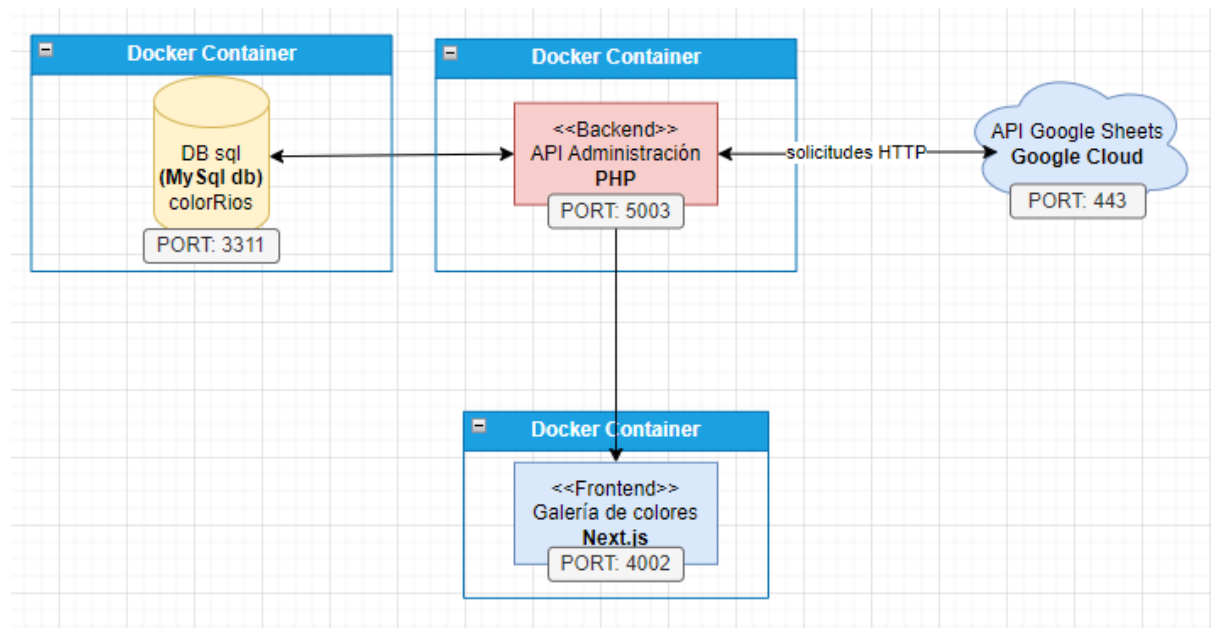 Docker Container
DB sql
(MySql db)
colorRios
PORT: 3311
Docker Container
<<Backend>>
API Administración
PHP
PORT: 5003
solicitudes HTTP
API Google Sheets
Google Cloud
PORT: 443
Docker Container
<<Frontend>>
Galería de colores
Next.js
PORT: 4002